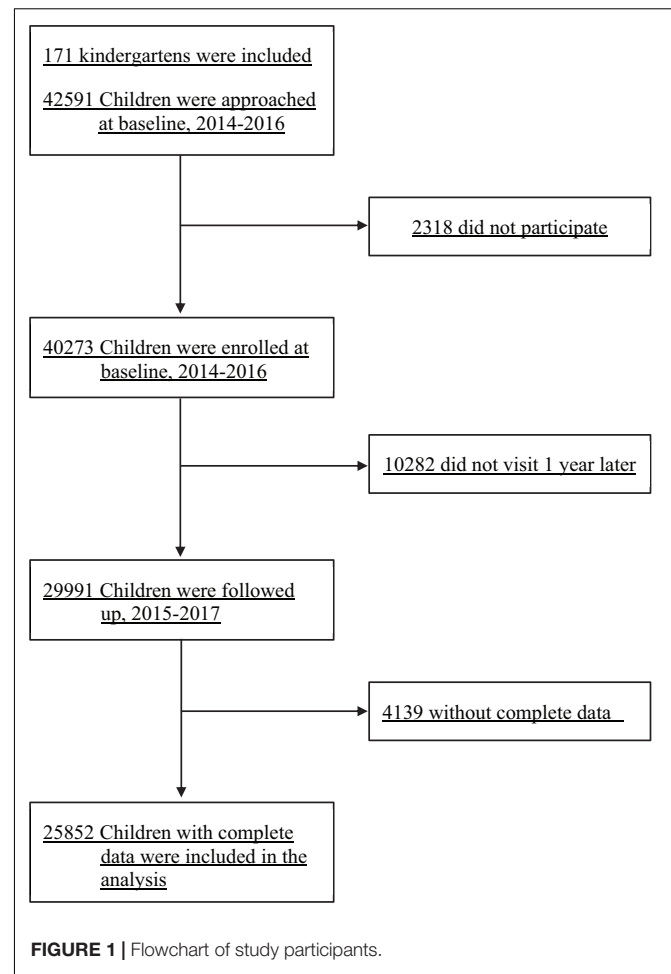 171 kindergartens were included
42591 Children were approached
at baseline, 2014-2016
2318 did not participate
40273 Children were enrolled at
baseline, 2014-2016
10282 did not visit 1 year later
29991 Children were followed
up, 2015-2017
4139 without complete data
25852 Children with complete
data were included in the
analysis
FIGURE 1 | Flowchart of study participants.